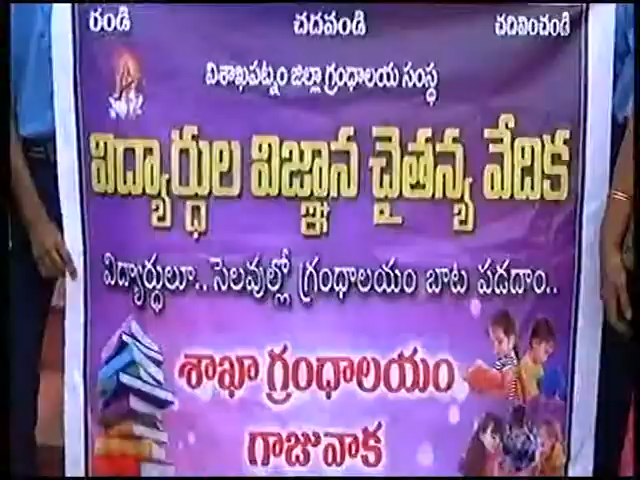 రండి చదవండి చదివించండి
విశాఖపట్నం జిల్లా గ్రంధాలయ సంస్థ
విద్యార్ధుల విజ్ఞాన చైతన్య వేదిక
విద్యార్ధులూ.. సెలవుల్లో గ్రంధాలయం బాట పడదాం..
శాఖా గ్రంధాలయం
గాజువాక